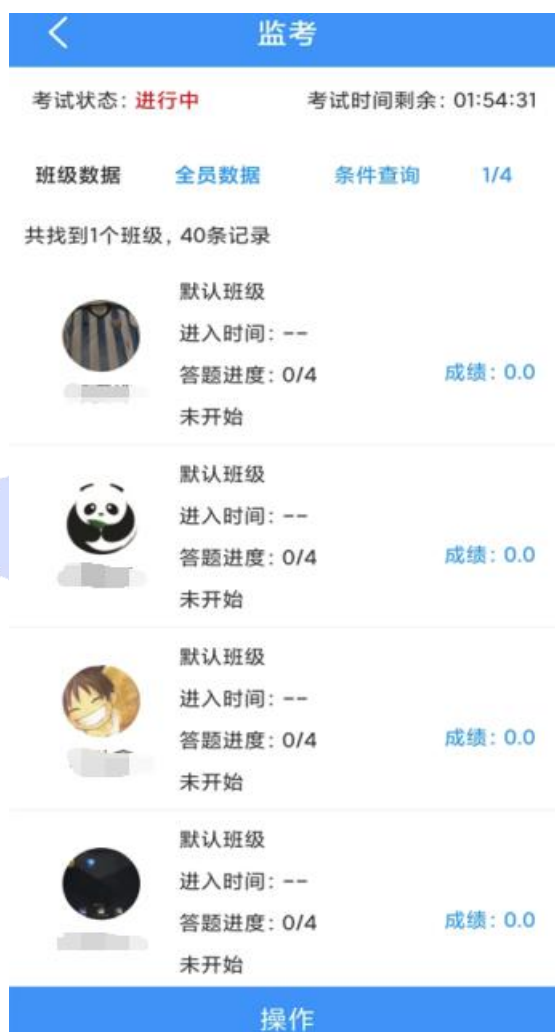 监考
考试状态：进行中 考试时间剩余：01:54:31
班级数据 全员数据 条件查询 1/4
共找到1个班级，40条记录
默认班级
进入时间：--
答题进度：0/4 成绩：0.0
未开始
默认班级
进入时间：--
答题进度：0/4 成绩：0.0
未开始
默认班级
进入时间：--
答题进度：0/4 成绩：0.0
未开始
默认班级
进入时间：--
答题进度：0/4 成绩：0.0
未开始
操作